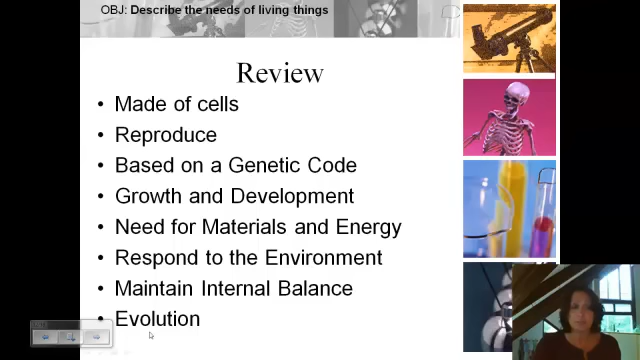 OBJ: Describe the needs of living things
Review
• Made of cells
• Reproduce
• Based on a Genetic Code
• Growth and Development
• Need for Materials and Energy
• Respond to the Environment
• Maintain Internal Balance
• Evolution